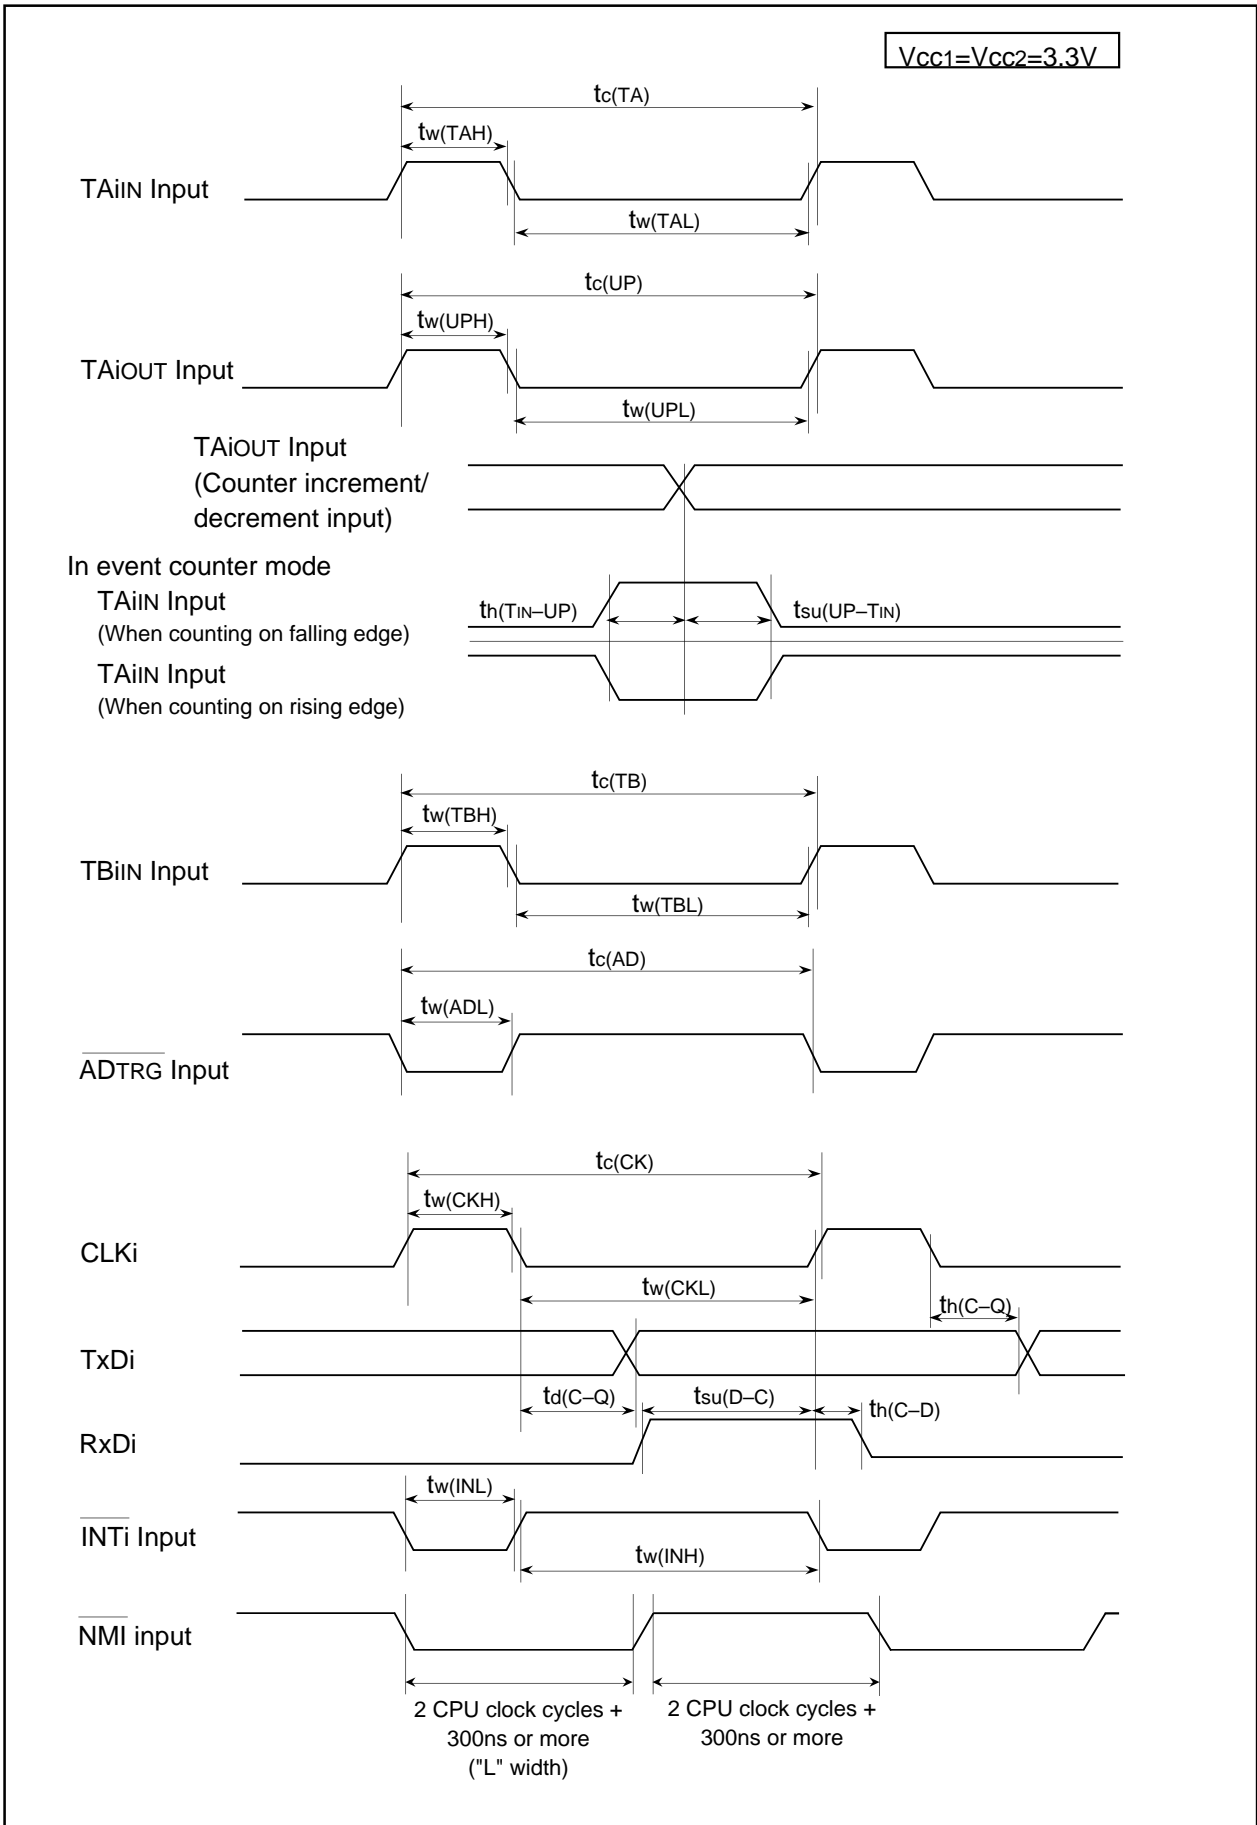 Vcc1=Vcc2=3.3V
tc(TA)
tw(TAH)
TAiIN Input
tw(TAL)
tc(UP)
tw(UPH)
TAiOUT Input
tw(UPL)
TAiOUT Input
(Counter increment/
decrement input)
In event counter mode
TAiIN Input
(When counting on falling edge)
th(TIN–UP)
tsu(UP–TIN)
TAiIN Input
(When counting on rising edge)
tc(TB)
tw(TBH)
TBiIN Input
tw(TBL)
tc(AD)
tw(ADL)
ADTRG Input
tc(CK)
tw(CKH)
CLKi
tw(CKL)
th(C–Q)
TxDi
td(C–Q)
tsu(D–C)
th(C–D)
RxDi
tw(INL)
INTi Input
tw(INH)
NMI input
2 CPU clock cycles +
300ns or more
("L" width)
2 CPU clock cycles +
300ns or more